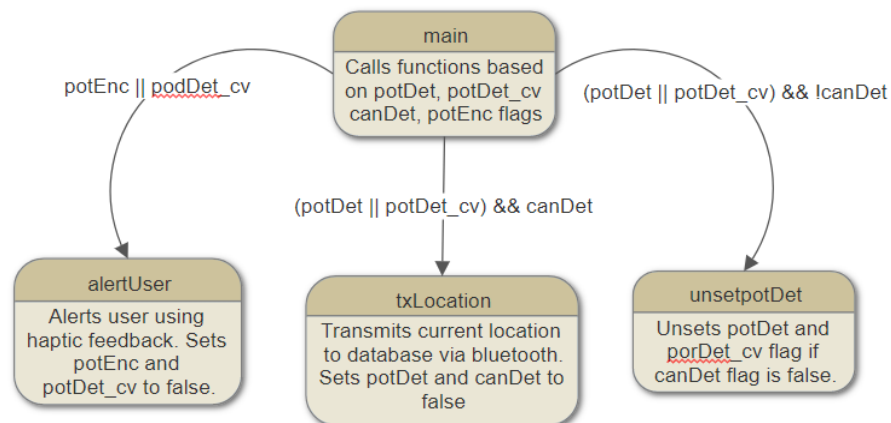 main
Calls functions based
on potDet, potDet_cv
canDet, potEnc flags
potEnc || podDet_cv
(potDet || potDet_cv) && !canDet
(potDet || potDet_cv) && canDet
alertUser
Alerts user using
haptic feedback. Sets
potEnc and
potDet_cv to false.
txLocation
Transmits current location
to database via bluetooth.
Sets potDet and canDet to
false
unsetpotDet
Unsets potDet and
porDet_cv flag if
canDet flag is false.